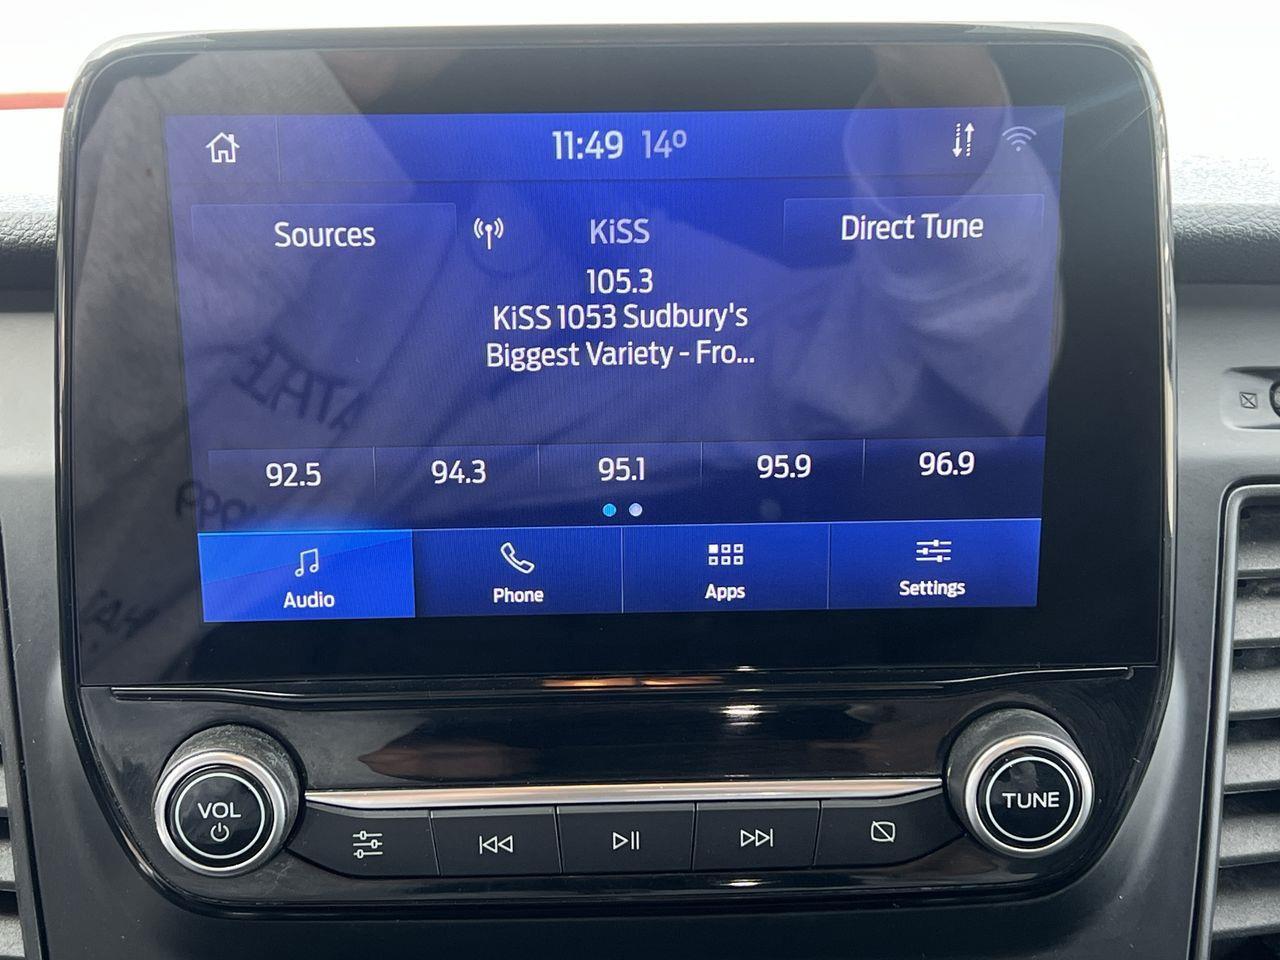 11:49 14°
Sources
KiSS
Direct Tune
105.3
KiSS 1053 Sudbury's
Biggest Variety - Fro...
92.5 94.3 95.1 95.9 96.9
Audio Phone Apps Settings
VOL
TUNE